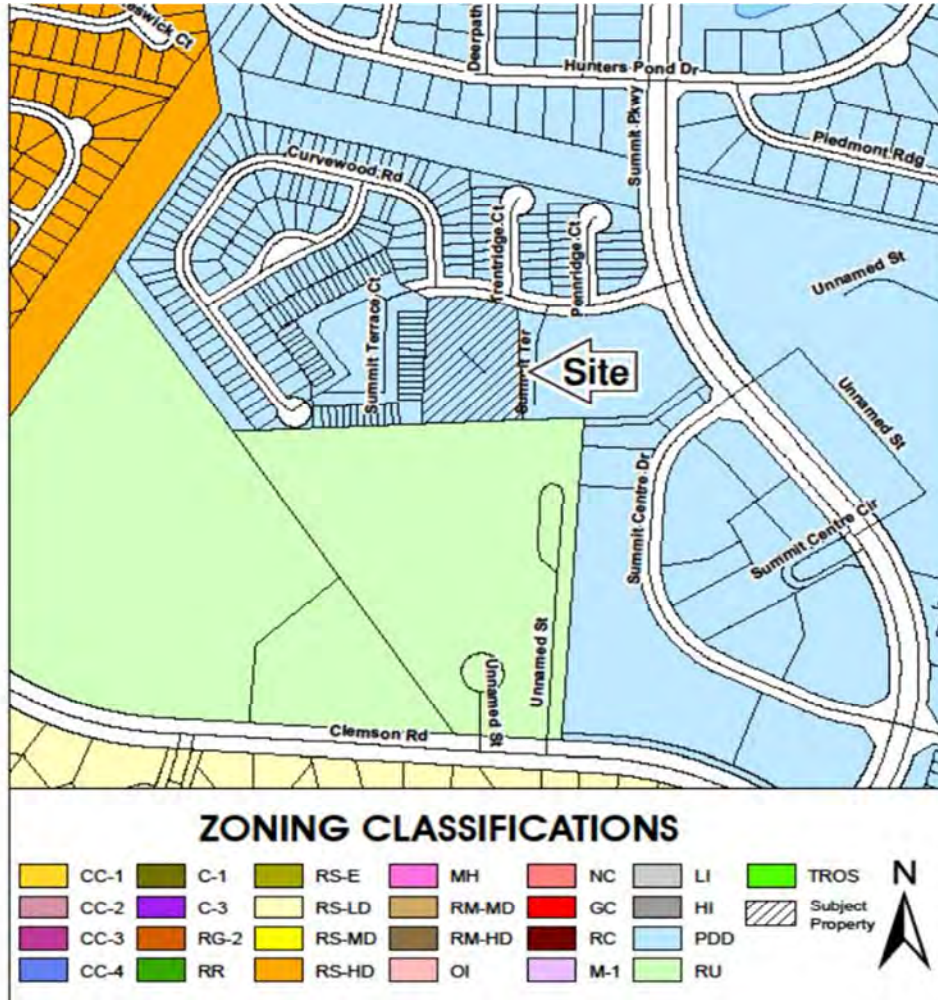 eswick Ct
Deerpath
Hunters Pond Dr
Summit Pkwy
Piedmont Rdg
Curvewood Rd
Trentridge Ct
Pennridge Ct
Unnamed St
Summit Terrace Ct
Summit Ter
Site
Unnamed St
Summit Centre Dr
Summit Centre Cir
Unnamed St
Unnamed St
Clemson Rd
ZONING CLASSIFICATIONS
CC-1 C-1 RS-E MH NC LI TROS N
CC-2 C-3 RS-LD RM-MD GC HI Subject
Property
CC-3 RG-2 RS-MD RM-HD RC PDD
CC-4 RR RS-HD OI M-1 RU